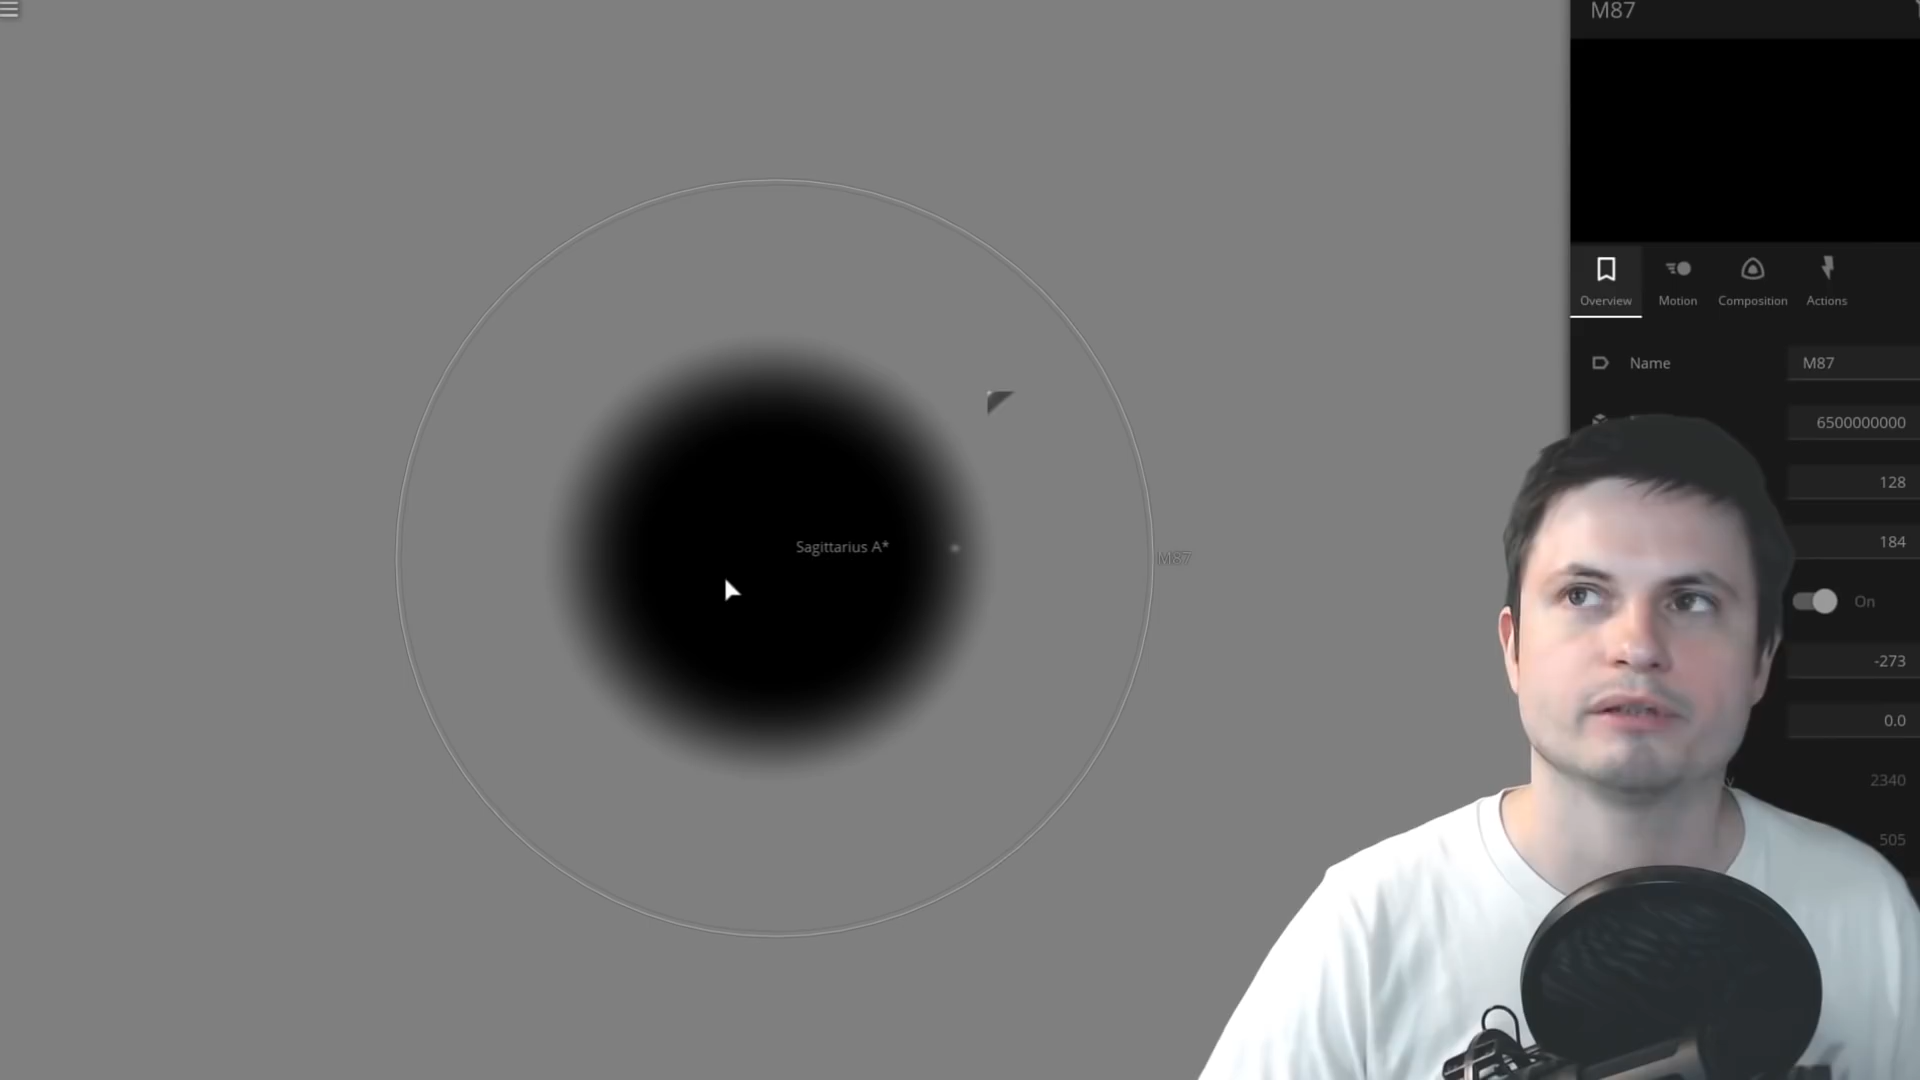 M87
Overview
Motion
Composition
Actions
Name
M87
6500000000
128
184
Sagittarius A*
M87
On
-273
0.0
y
2340
505